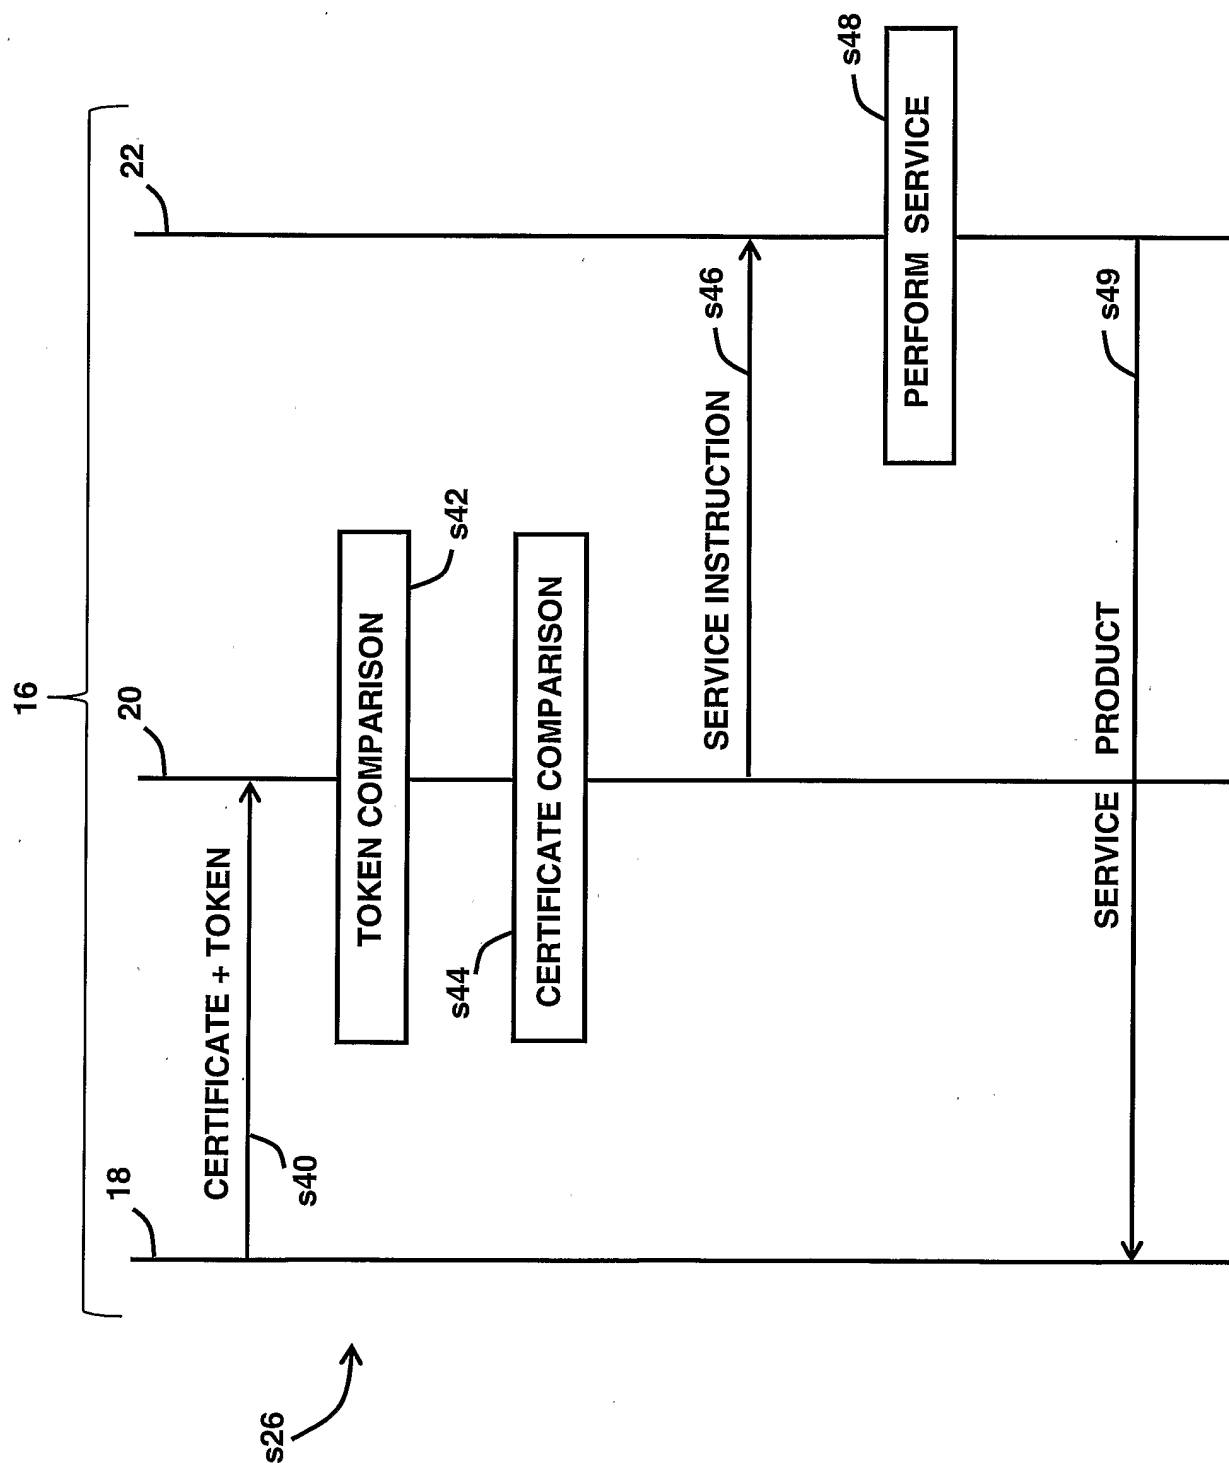 16
18
20
22
s26
CERTIFICATE + TOKEN
s40
TOKEN COMPARISON
s42
s44
CERTIFICATE COMPARISON
SERVICE INSTRUCTION
s46
s48
PERFORM SERVICE
SERVICE PRODUCT
s49